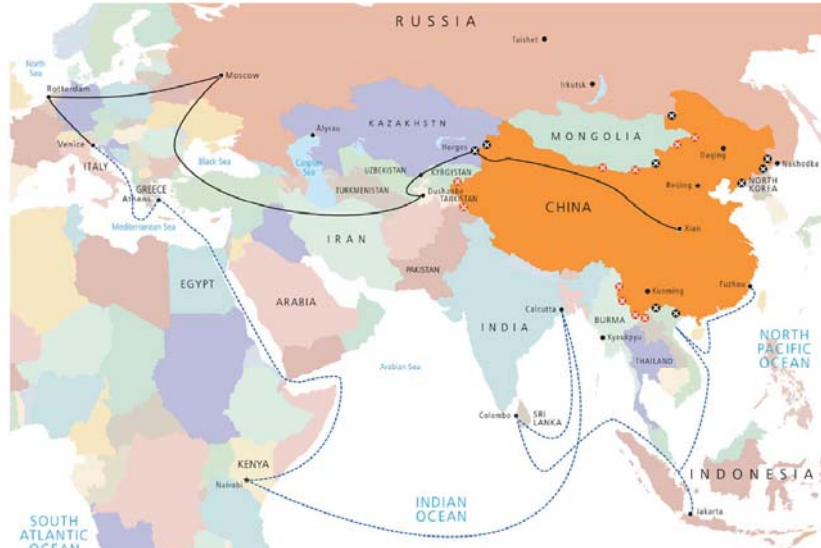 RUSSIA
Taishet
North
Sea
Moscow
Rotterdam
Irkutsk
KAZAKHSTN
Atyrau
MONGOLIA
Horgos
Daqing
Nakhodka
Venice
ITALY
Black Sea
Caspian
Sea
UZBEKISTAN
KYRGYSTAN
NORTH
KOREA
Beijing
GREECE
Athens
TURKMENISTAN
Dushanbe
TAJIKISTAN
CHINA
Mediterranean Sea
Xian
IRAN
EGYPT
PAKISTAN
Kunming
Fuzhou
ARABIA
Calcutta
INDIA
BURMA
Kyaukpyu
NORTH
PACIFIC
OCEAN
Arabian Sea
THAILAND
Colombo
SRI
LANKA
KENYA
Nairobi
INDONESIA
INDIAN
OCEAN
Jakarta
SOUTH
ATLANTIC
OCEAN